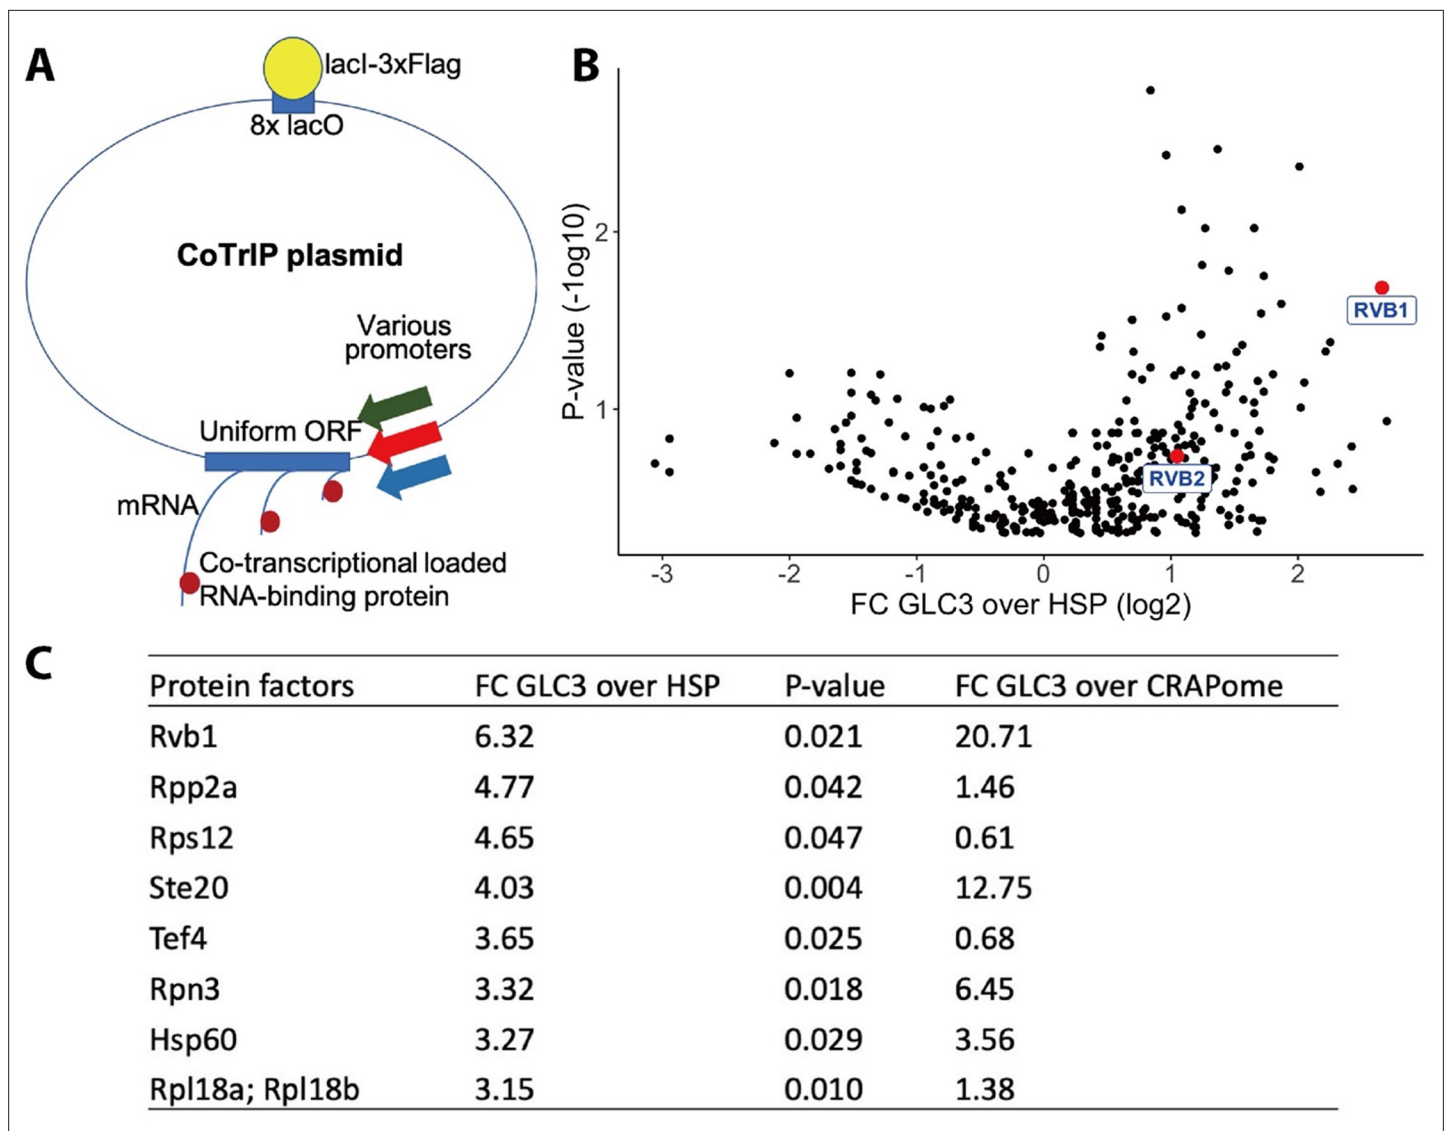 A
lacI-3xFlag
8x lacO
CoTrIP plasmid
Various
promoters
Uniform ORF
mRNA
Co-transcriptional loaded
RNA-binding protein
B
P-value (-1og10)
2
1
RVB1
RVB2
-3 -2 -1 0 1 2
FC GLC3 over HSP (log2)
C
Protein factors FC GLC3 over HSP P-value FC GLC3 over CRAPome
Rvb1 6.32 0.021 20.71
Rpp2a 4.77 0.042 1.46
Rps12 4.65 0.047 0.61
Ste20 4.03 0.004 12.75
Tef4 3.65 0.025 0.68
Rpn3 3.32 0.018 6.45
Hsp60 3.27 0.029 3.56
Rpl18a; Rpl18b 3.15 0.010 1.38